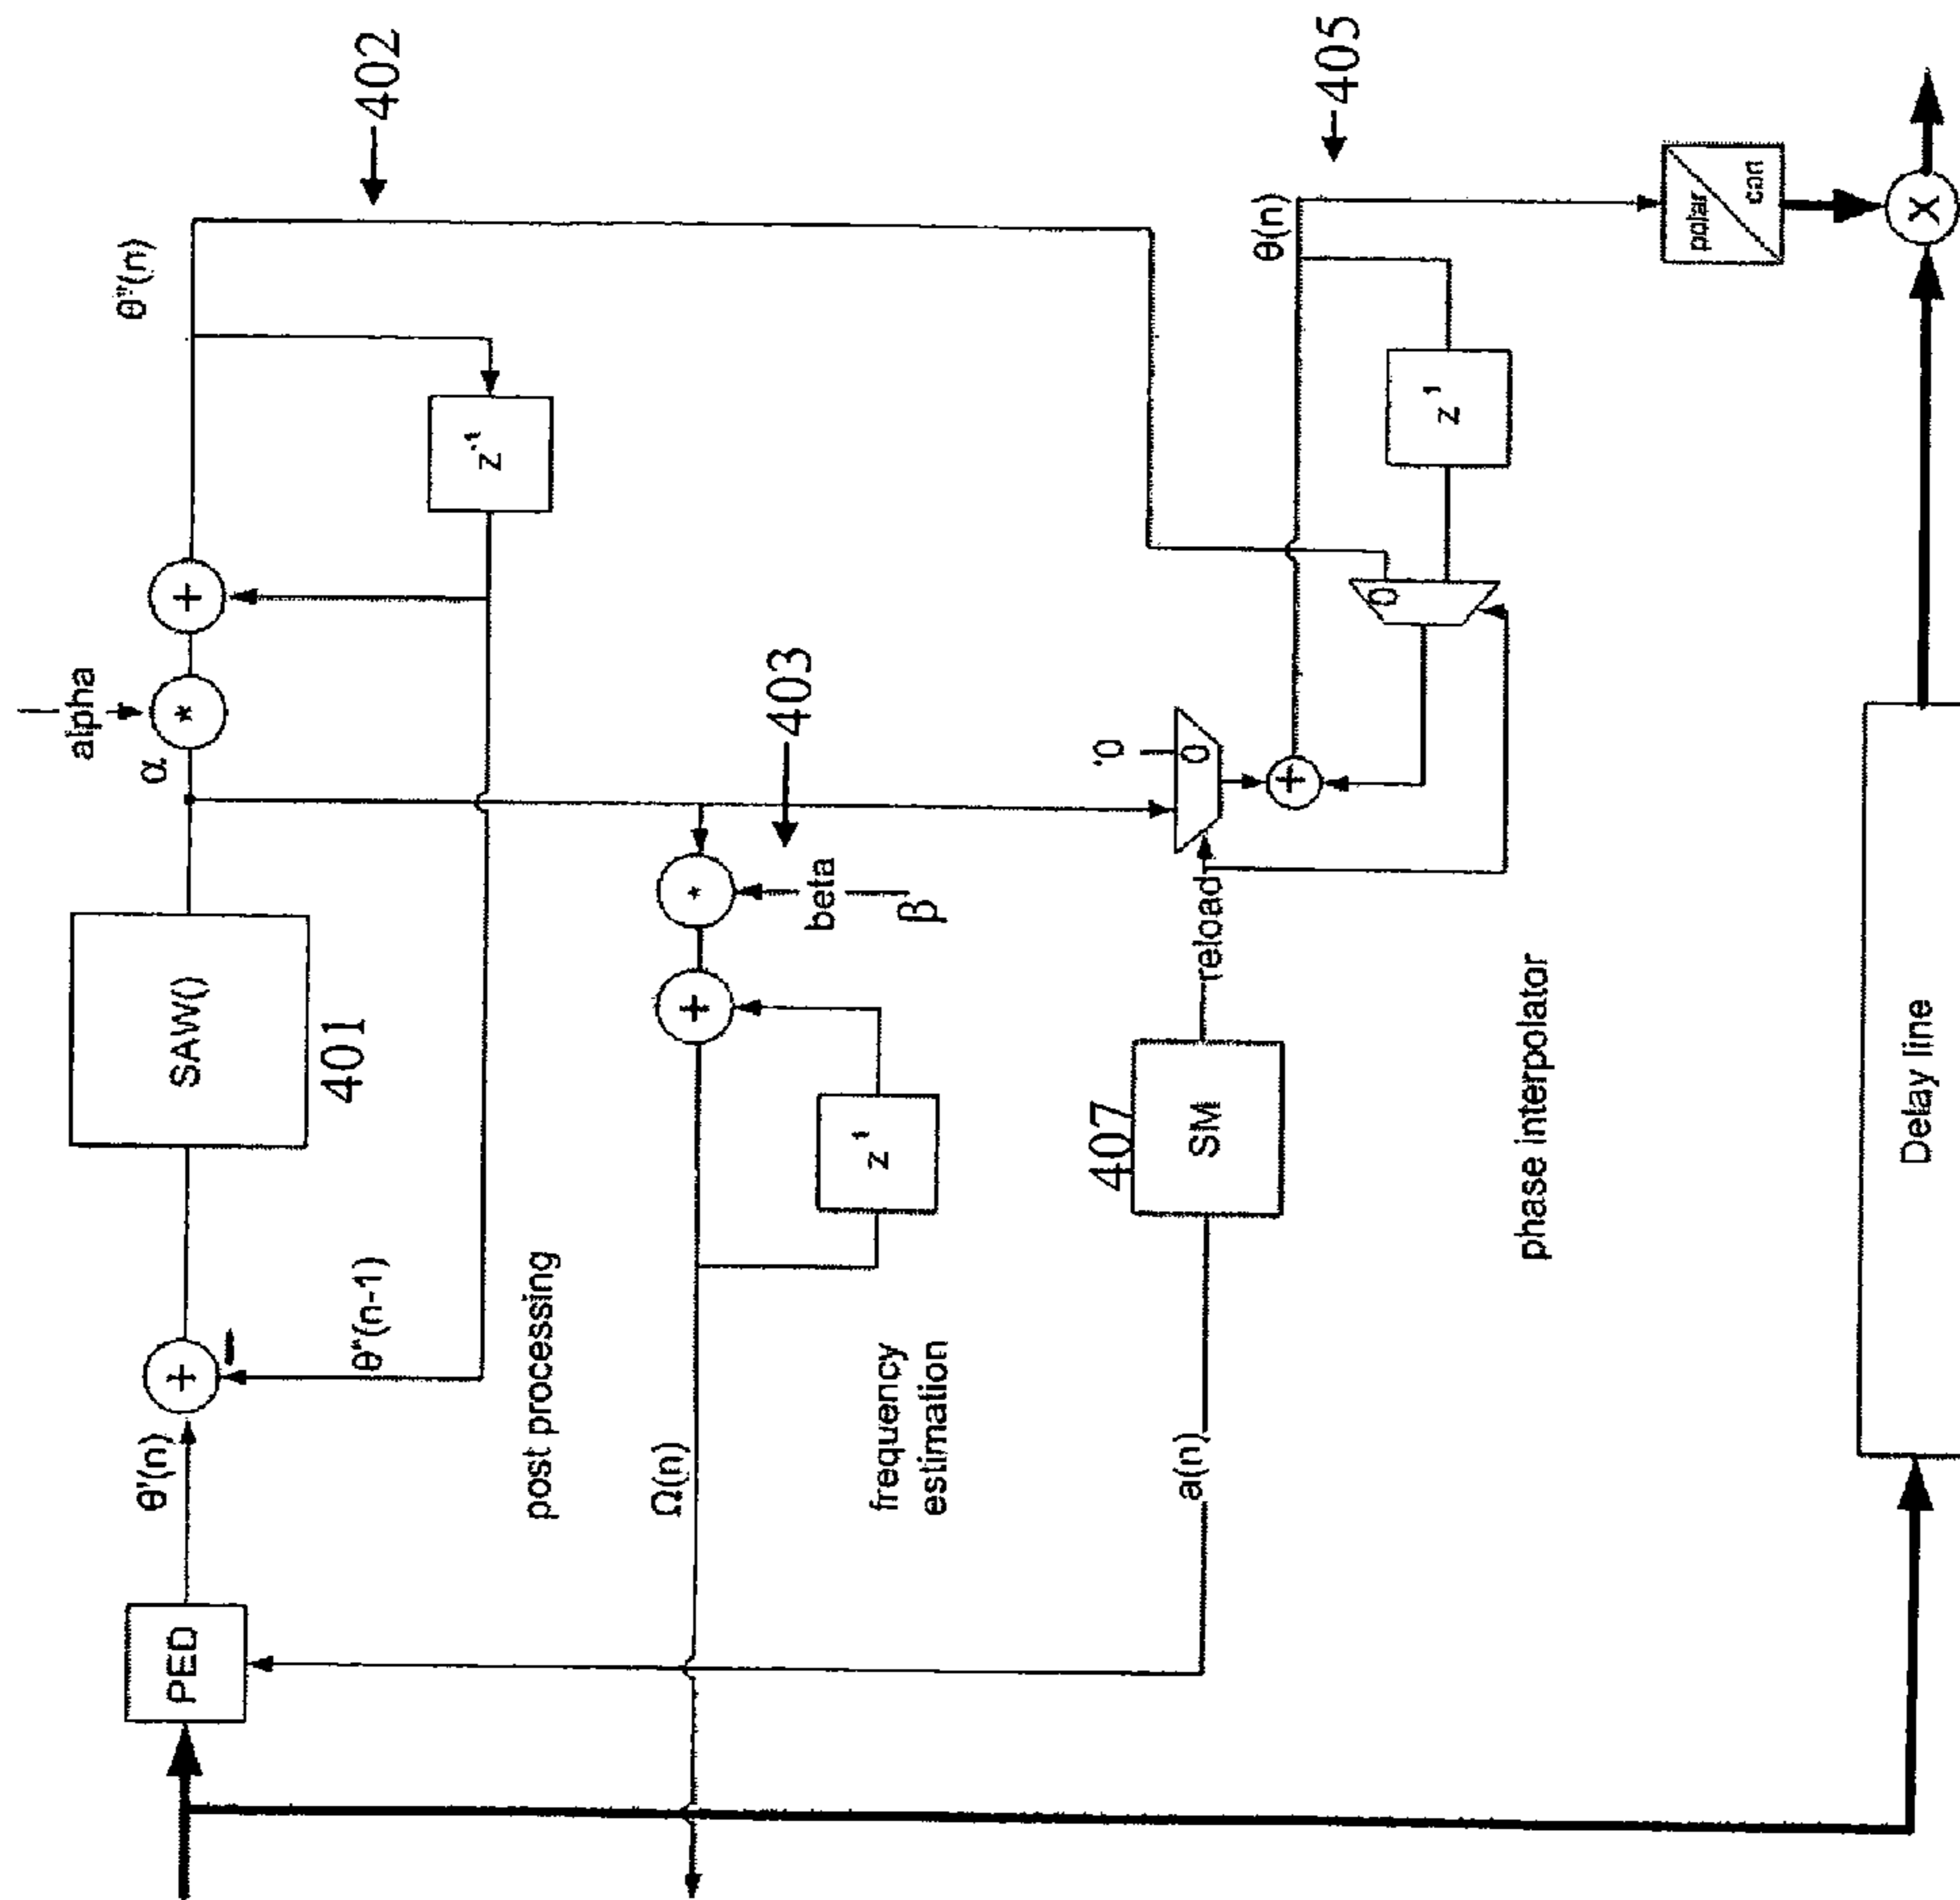 alpha
α
θ"(n)
402
PED
θ'(n)
+
SAW()
401
*
+
z⁻¹
θ"(n-1)
post processing
Ω(n)
frequency
estimation
+
*
beta
β
403
z⁻¹
a(n)
407
SM
reload
'0'
0
+
0
z⁻¹
θ(n)
405
phase interpolator
polar
cart
Delay line
X